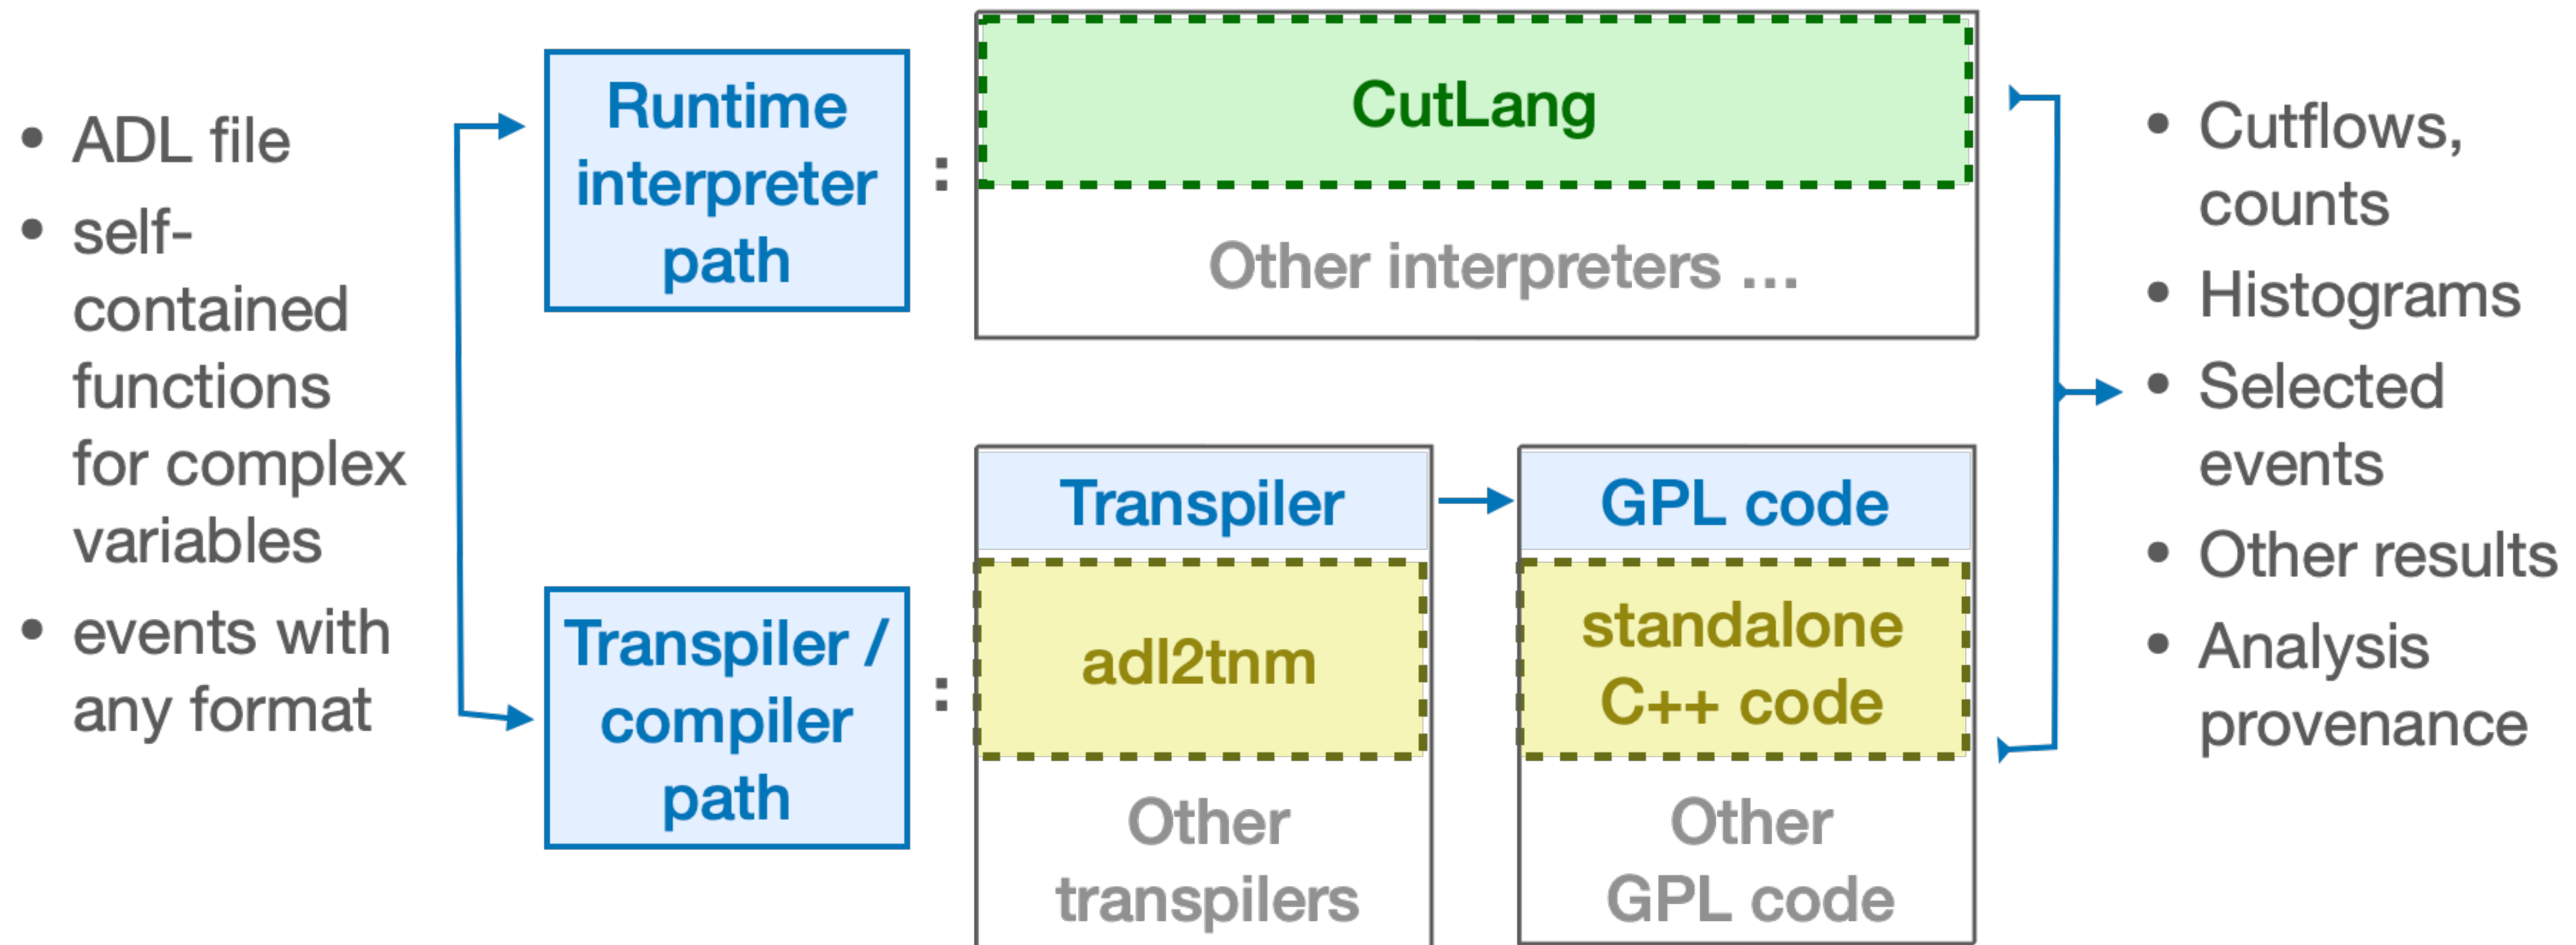 • ADL file
• self-
contained
functions
for complex
variables
• events with
any format
Runtime
interpreter
path
:
CutLang
Other interpreters ...
Transpiler /
compiler
path
:
Transpiler
adl2tnm
Other
transpilers
GPL code
standalone
C++ code
Other
GPL code
• Cutflows,
counts
• Histograms
• Selected
events
• Other results
• Analysis
provenance